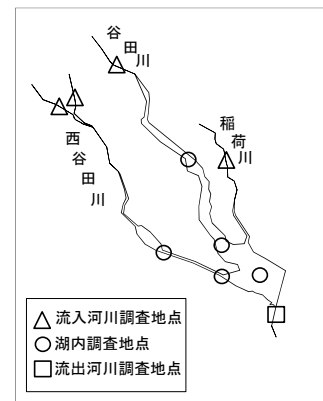 谷田川
稲荷川
西谷田川
流入河川調査地点
湖内調査地点
流出河川調査地点